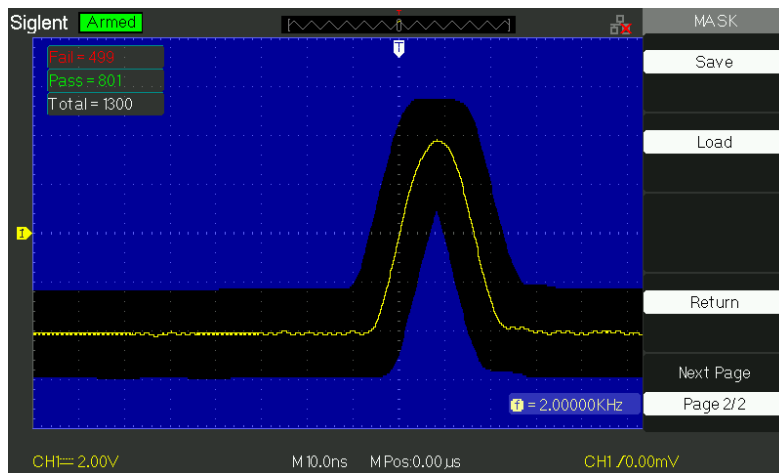 Siglent Armed T MASK
T
Fail = 499
Pass = 801
Total = 1300
Save
Load
1
Return
Next Page
f = 2.00000KHz Page 2/2
CH1 2.00V M 10.0ns M Pos:0.00µs CH1 / 0.00mV